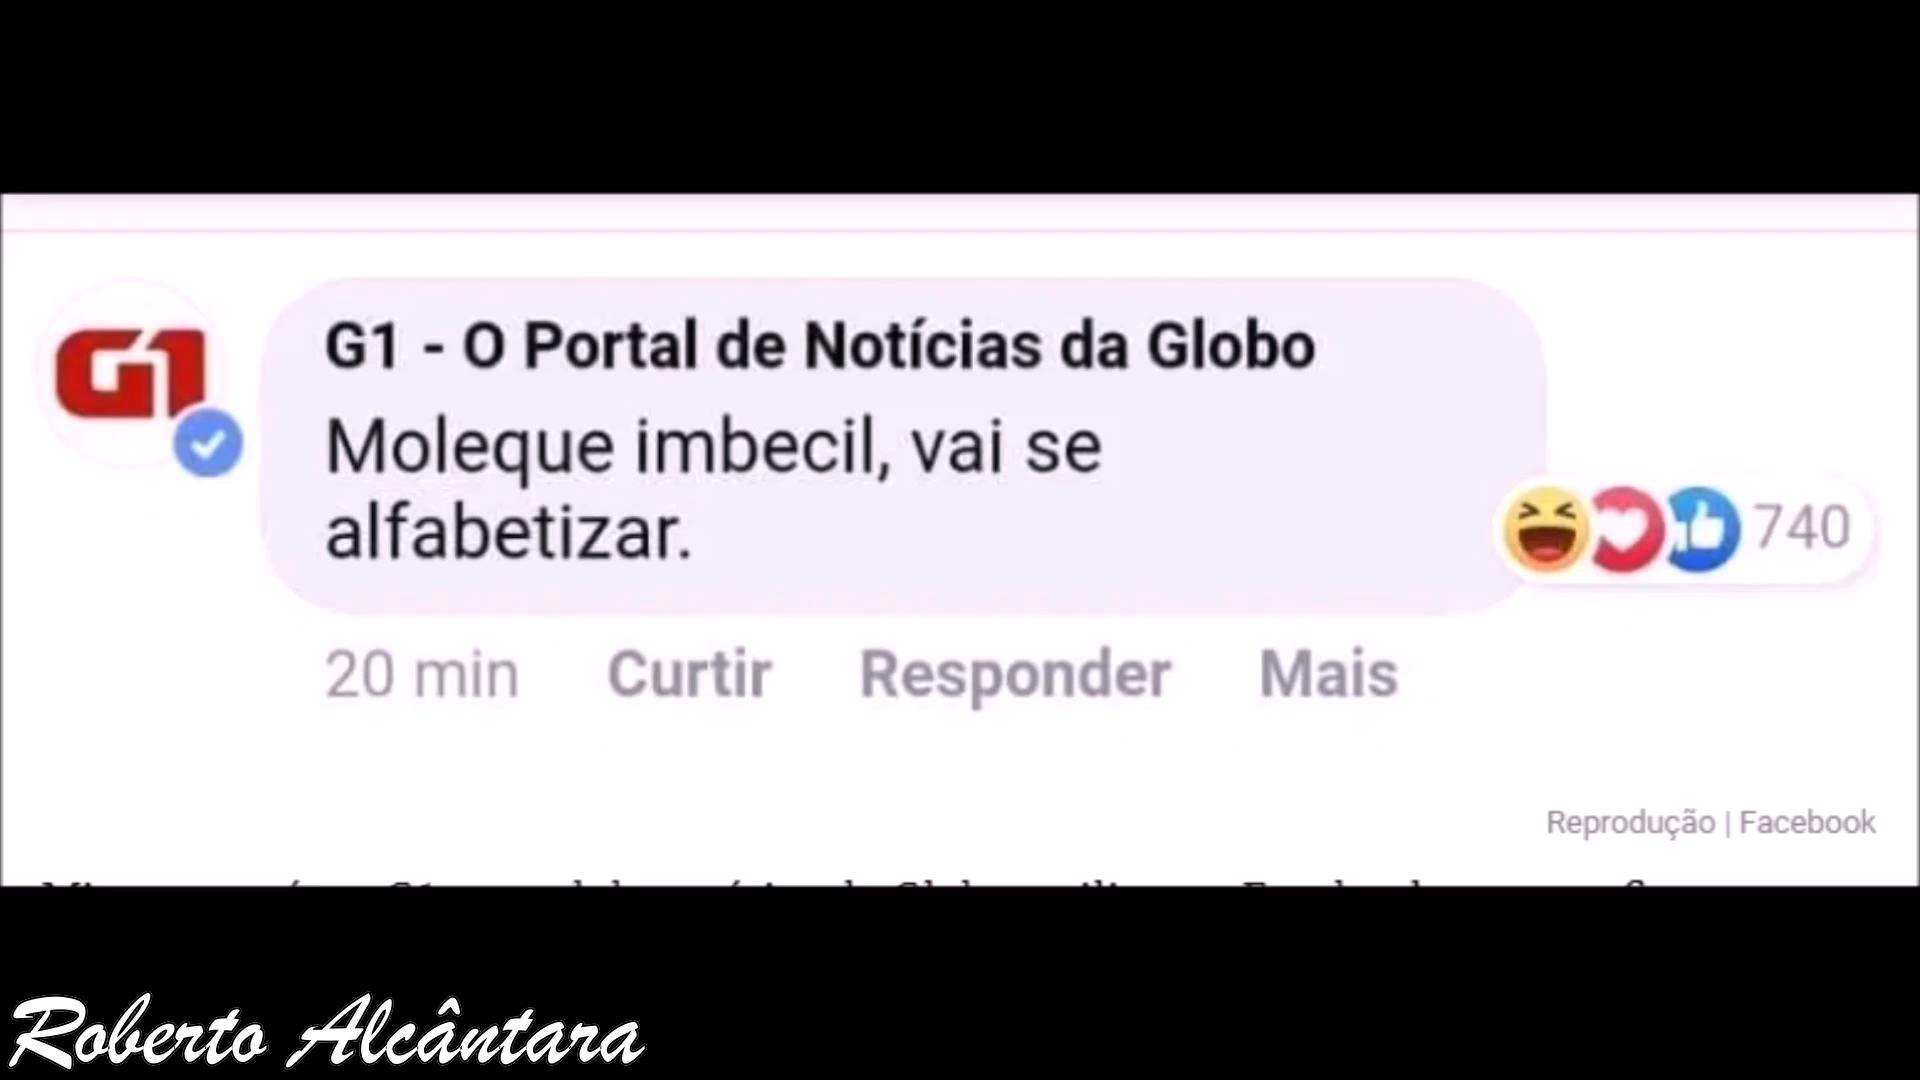 G1
G1 - O Portal de Notícias da Globo
Moleque imbecil, vai se
alfabetizar.
740
20 min Curtir Responder Mais
Reprodução | Facebook
Roberto Alcântara